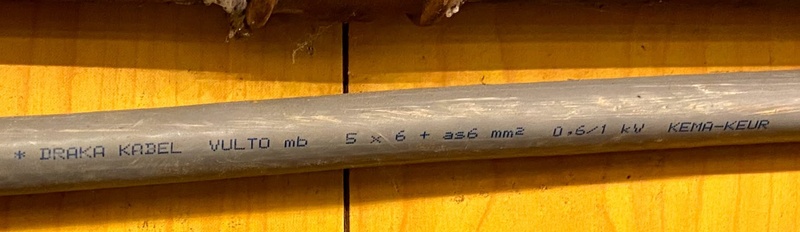 * DRAKA KABEL VULTO mb 5 x 6 + as6 mm² 0.6/1 kV KEMA-KEUR